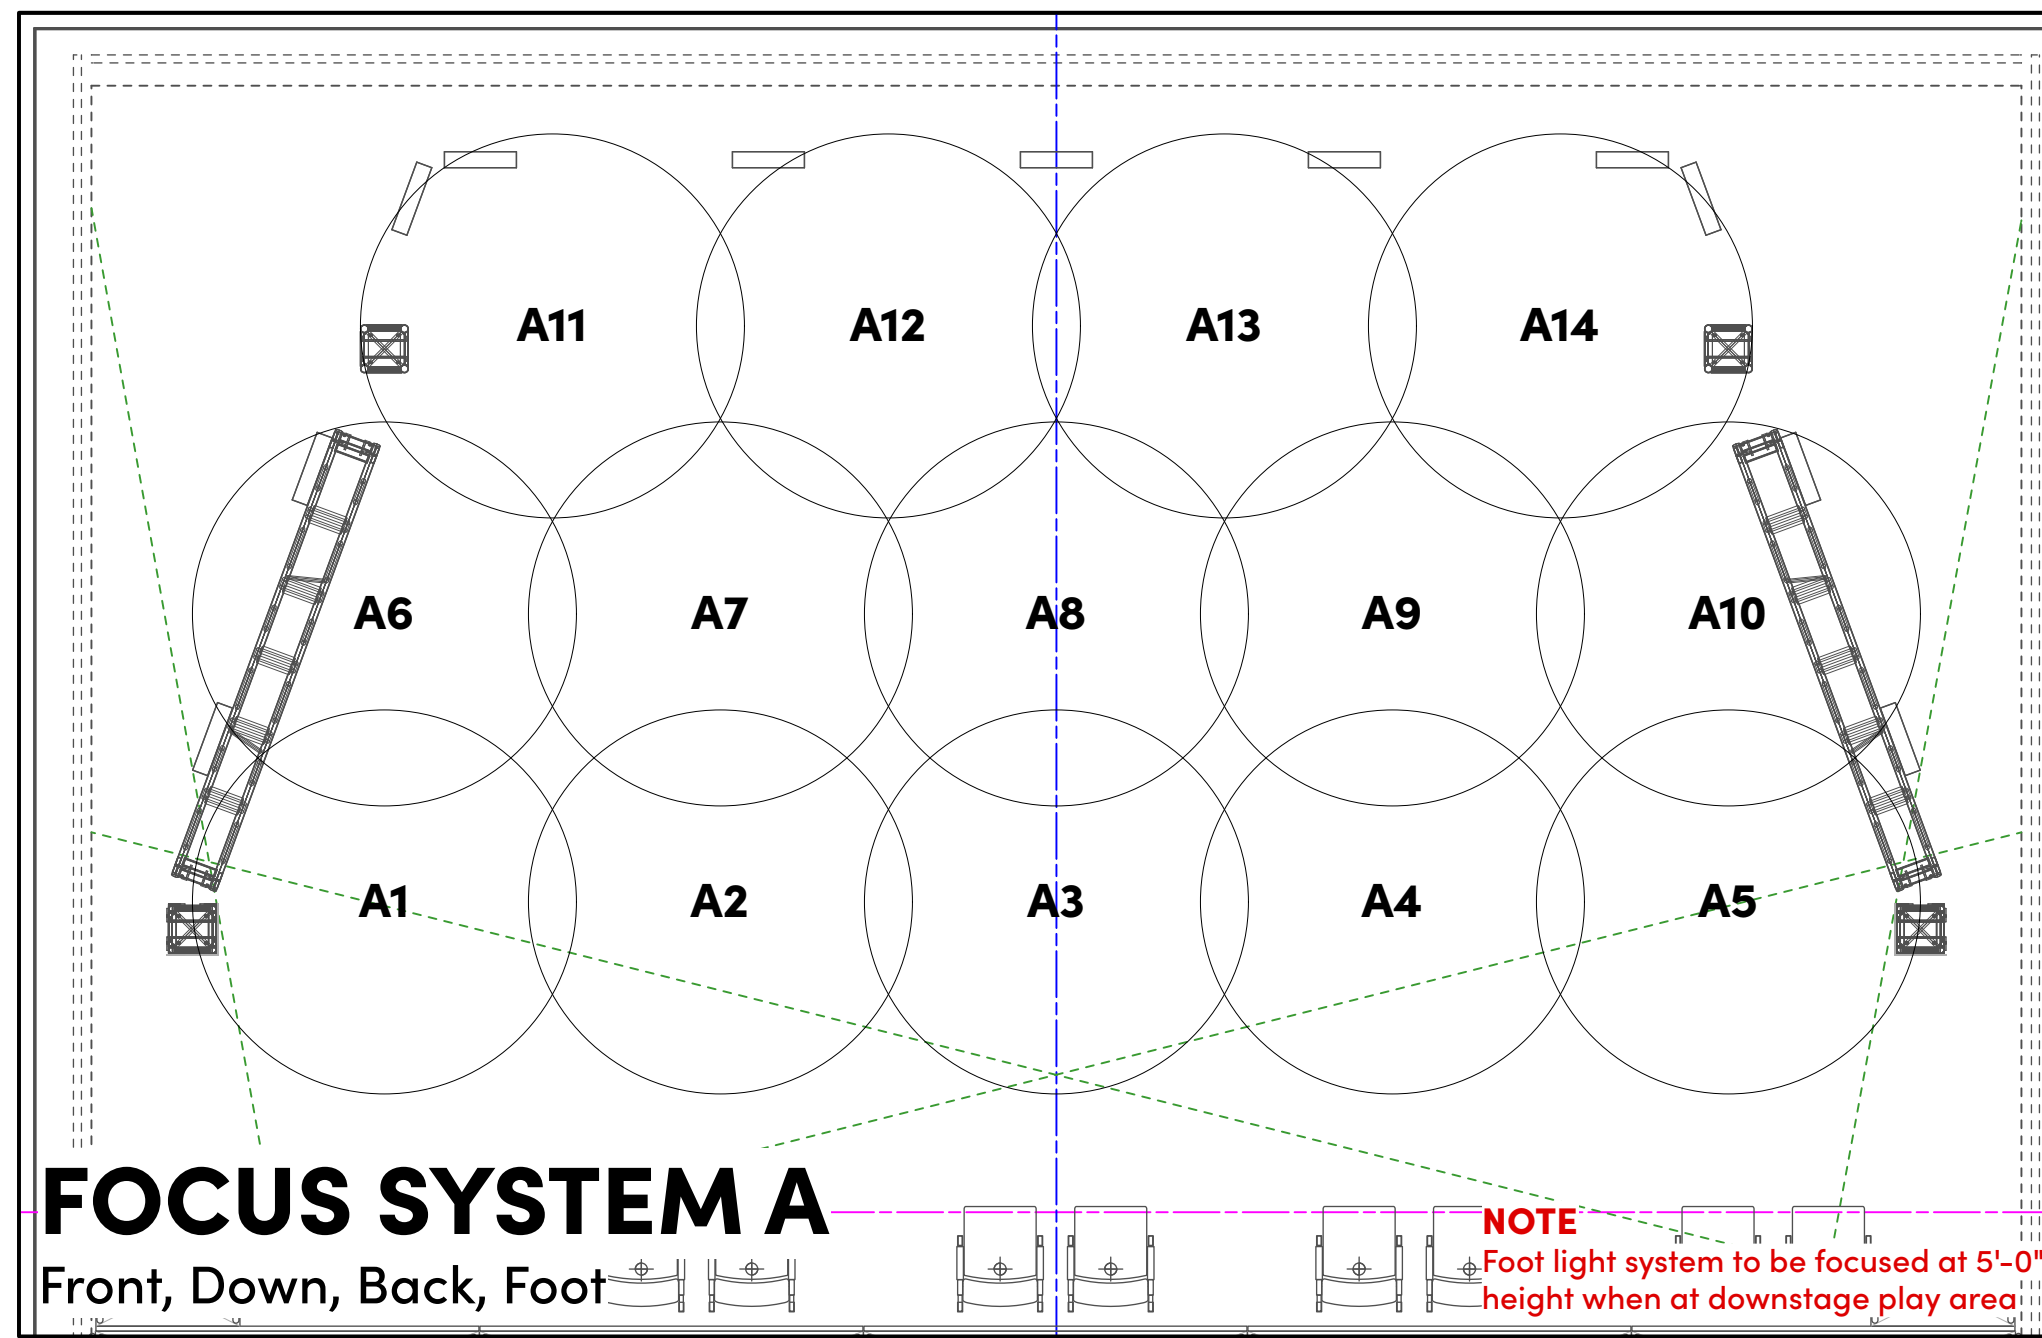 A11
A12
A13
A14
A6
A7
A8
A9
A10
A1
A2
A3
A4
A5
FOCUS SYSTEM A
Front, Down, Back, Foot
NOTE
Foot light system to be focused at 5'-0"
height when at downstage play area